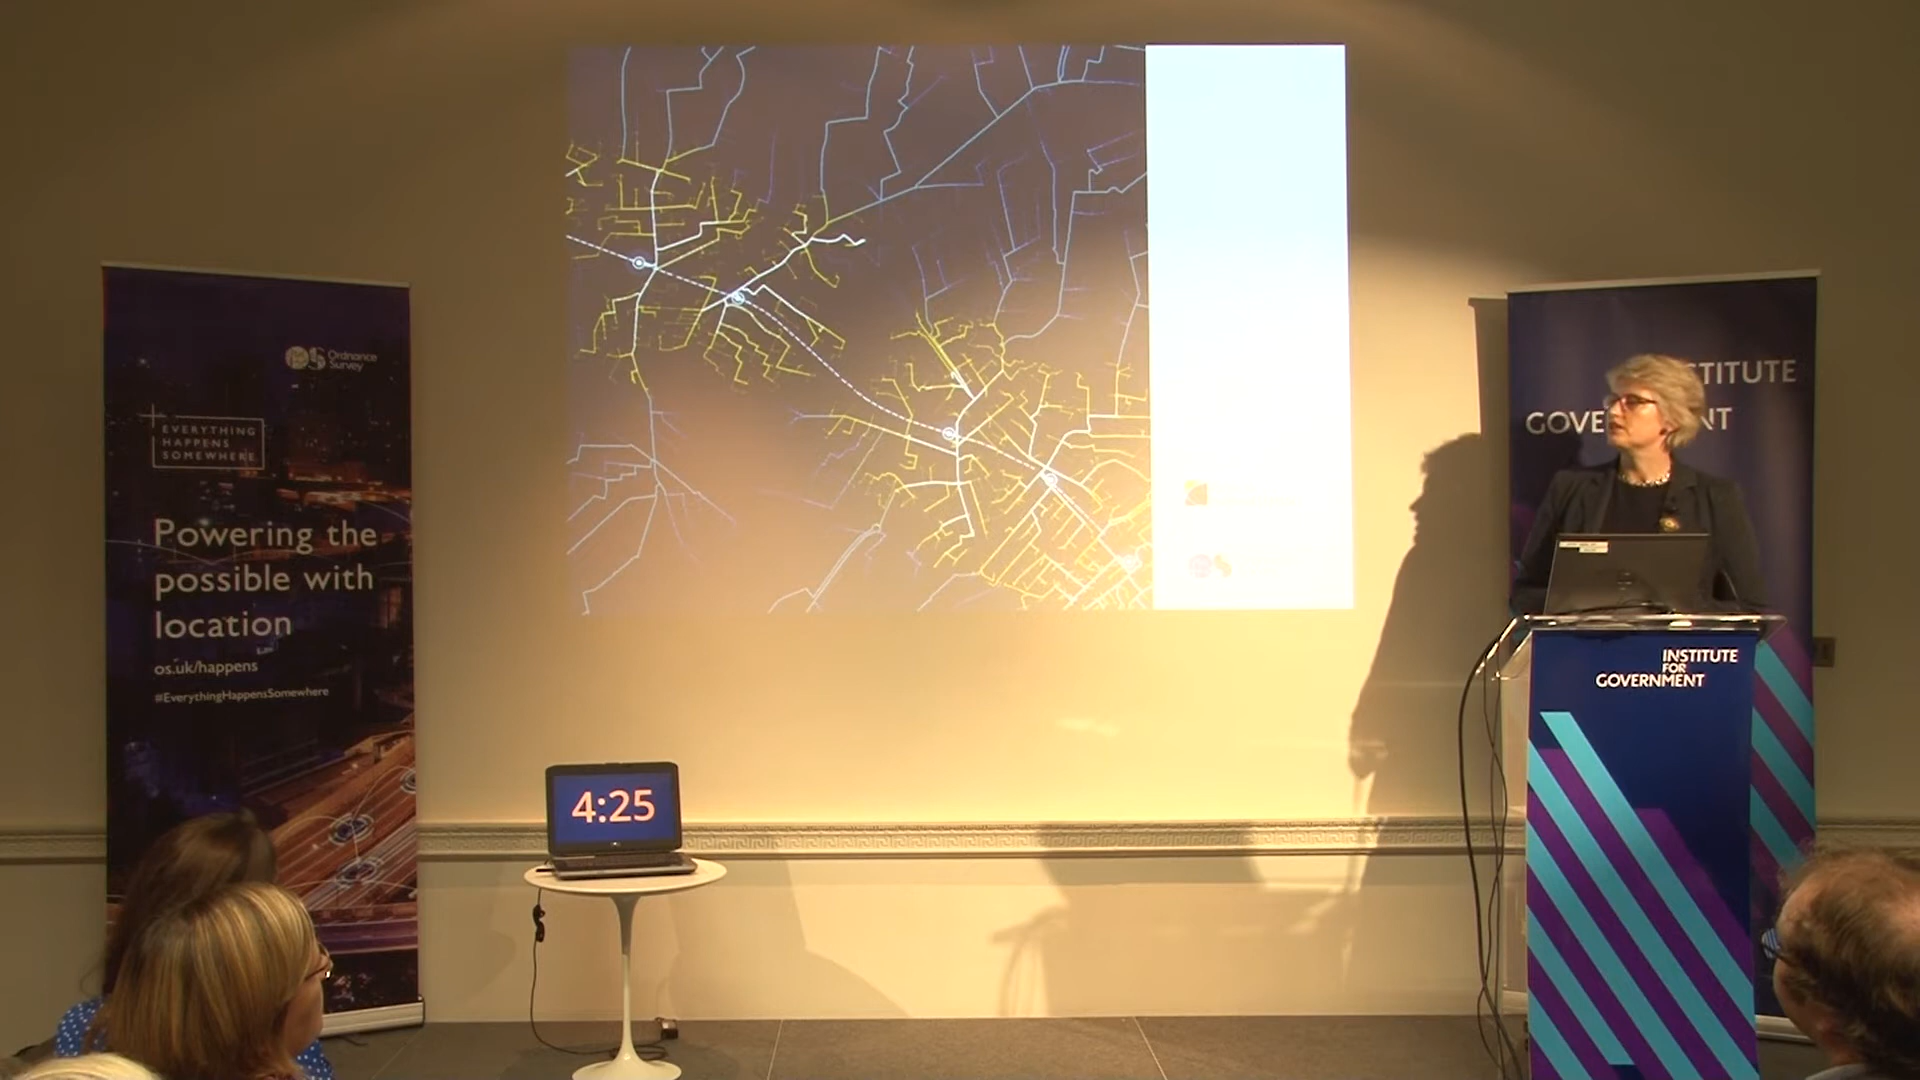 Ordnance
Survey
EVERYTHING
HAPPENS
SOMEWHERE
Powering the
possible with
location
os.uk/happens
#EverythingHappensSomewhere
4:25
TITUTE
GOVE NT
INSTITUTE
FOR
GOVERNMENT